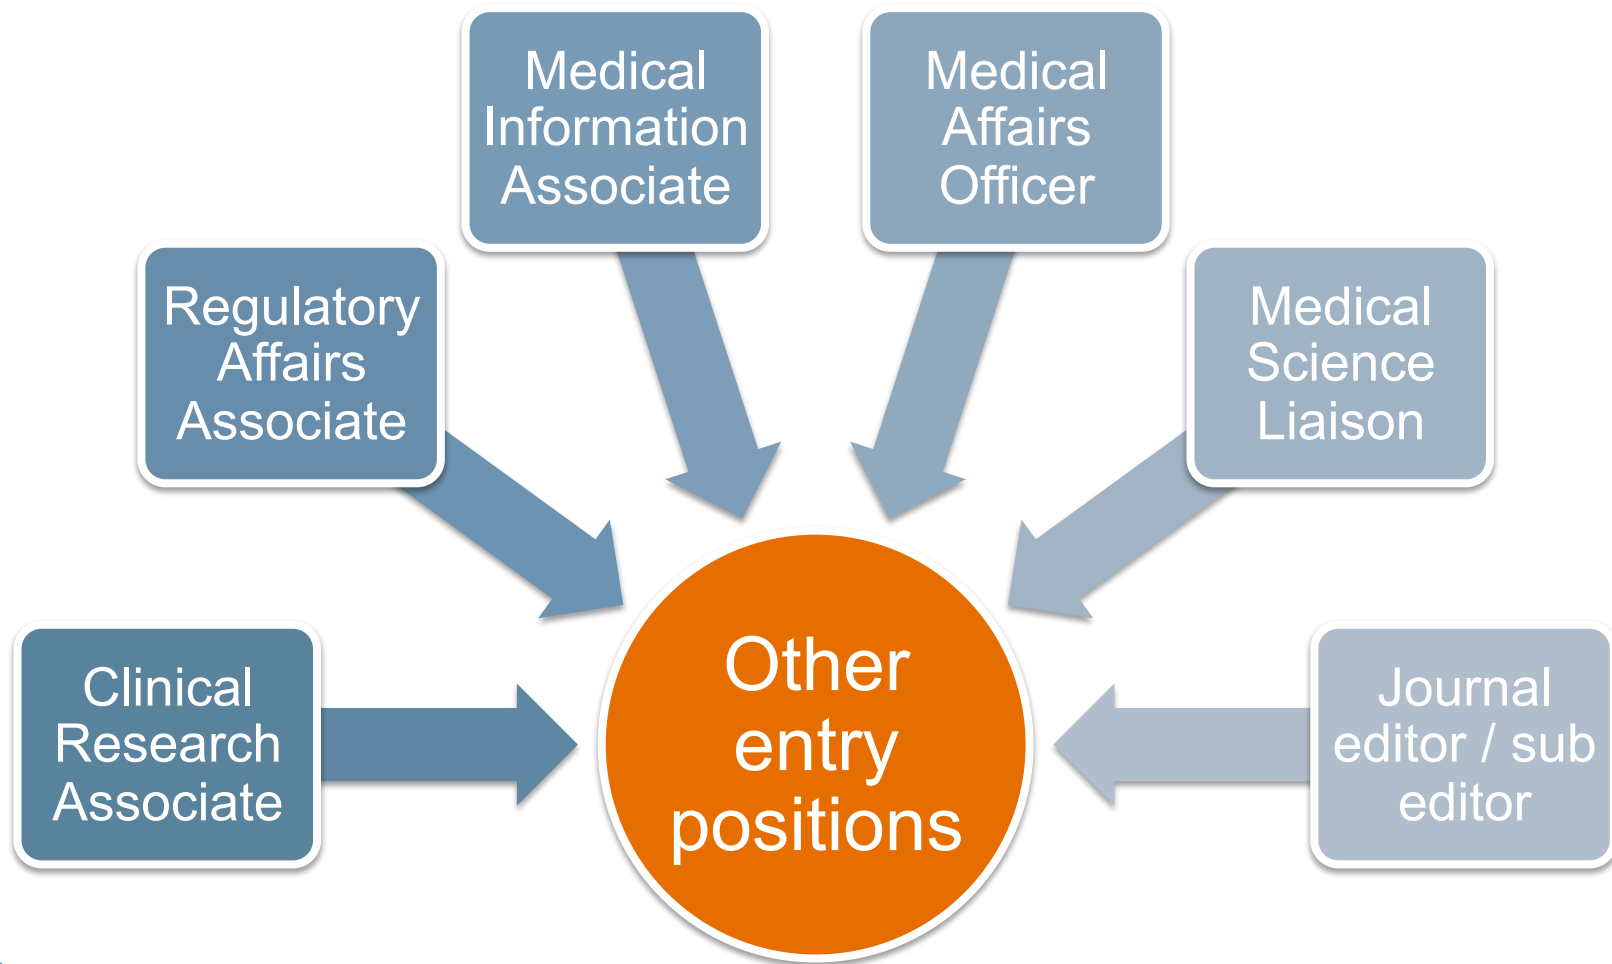 Medical
Information
Associate
Medical
Affairs
Officer
Regulatory
Affairs
Associate
Medical
Science
Liaison
Clinical
Research
Associate
Other
entry
positions
Journal
editor / sub
editor